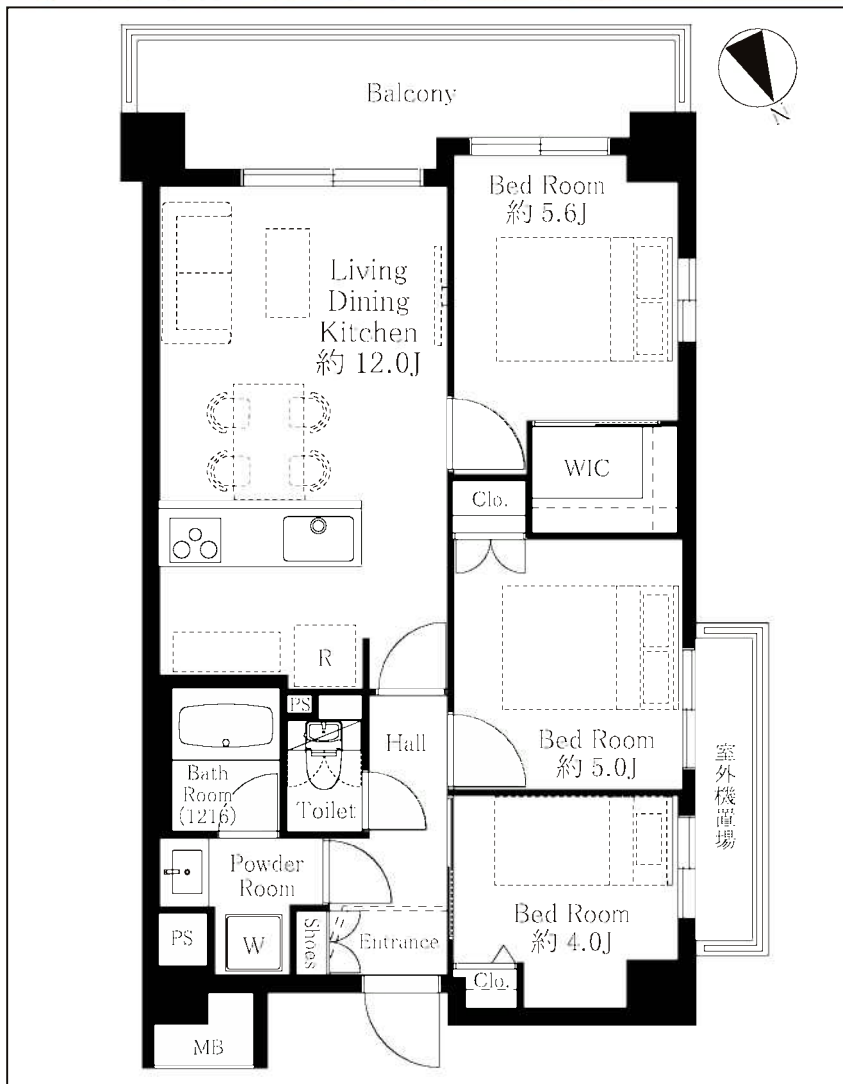 Balcony
N
Bed Room
約 5.6J
Living
Dining
Kitchen
約 12.0J
WIC
Clo.
R
PS
Hall
Bed Room
約 5.0J
Bath
Room
(1216)
Toilet
室外機置場
Powder
Room
Bed Room
約 4.0J
PS
W
Shoes
Entrance
Clo.
MB